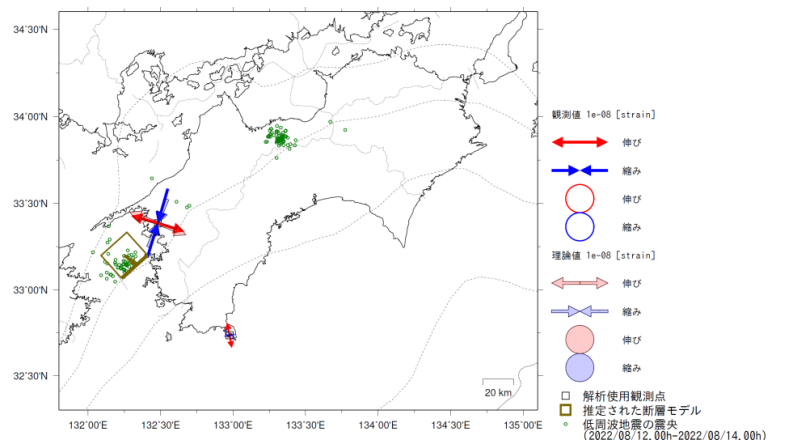 34°30'N
34°00'N
33°30'N
33°00'N
32°30'N
132°00'E
132°30'E
133°00'E
133°30'E
134°00'E
134°30'E
135°00'E
20 km
観測値 1e-08 [strain]
伸び
縮み
伸び
縮み
理論値 1e-08 [strain]
伸び
縮み
伸び
縮み
解析使用観測点
推定された断層モデル
低周波地震の震央
(2022/08/12.00h-2022/08/14.00h)